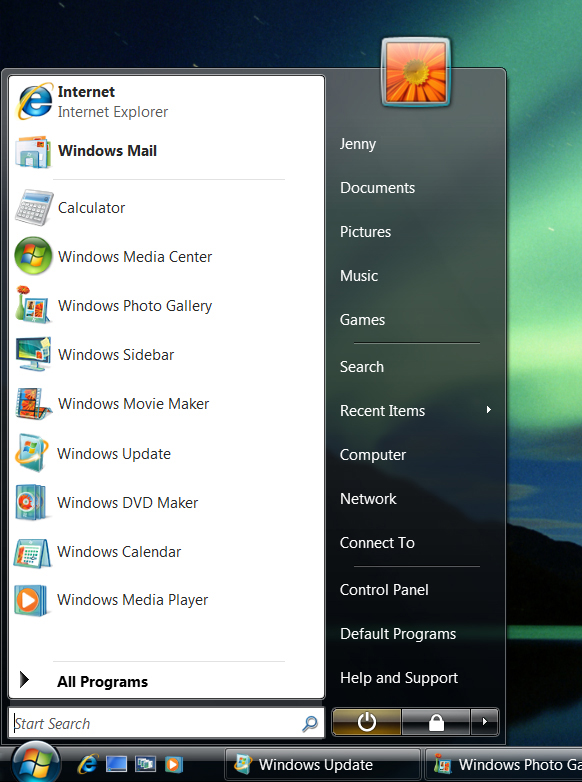 Internet
Internet Explorer
Windows Mail
Calculator
Windows Media Center
Windows Photo Gallery
Windows Sidebar
Windows Movie Maker
Windows Update
Windows DVD Maker
Windows Calendar
Windows Media Player
All Programs
Start Search
Jenny
Documents
Pictures
Music
Games
Search
Recent Items
Computer
Network
Connect To
Control Panel
Default Programs
Help and Support
Windows Update
Windows Photo Ga